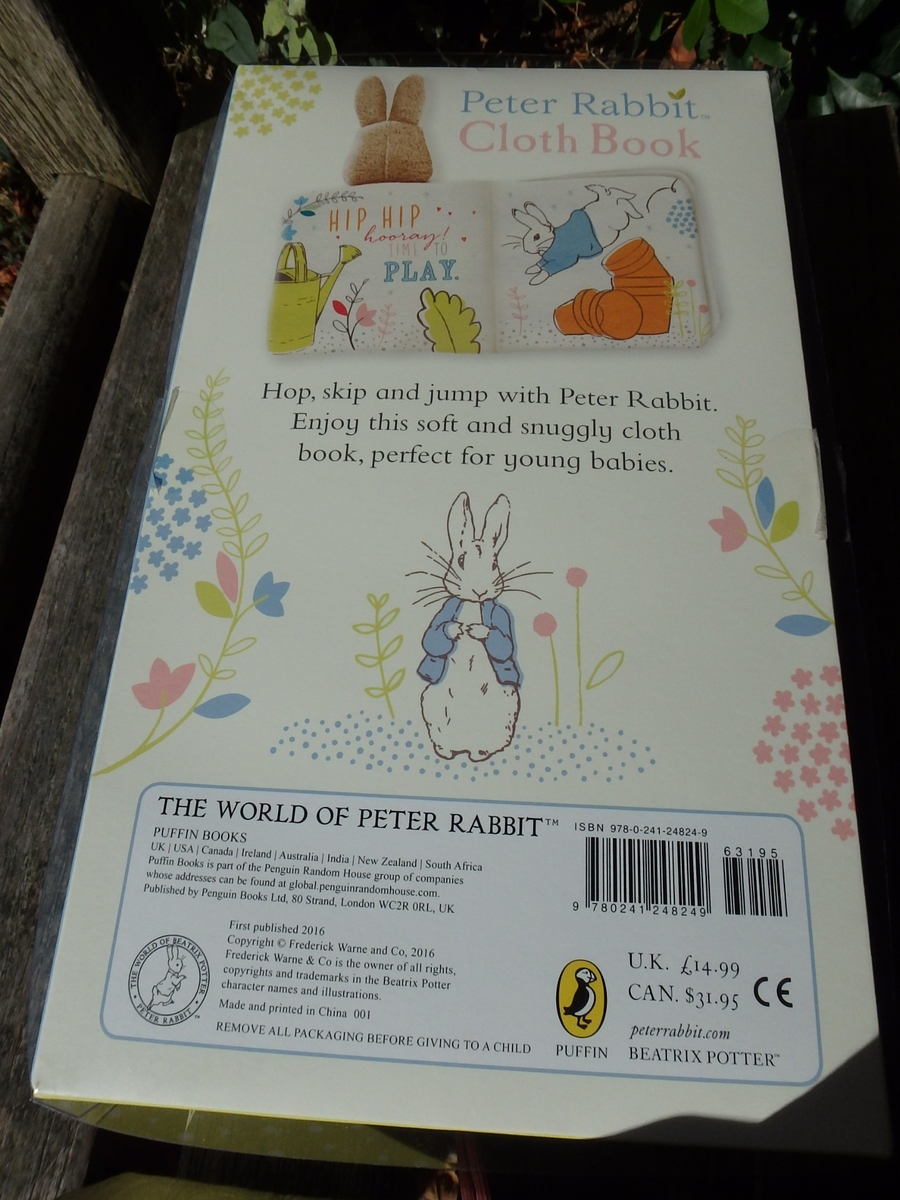 Peter Rabbit™
Cloth Book
HIP HIP
hooray!
TIME TO
PLAY.
Hop, skip and jump with Peter Rabbit.
Enjoy this soft and snuggly cloth
book, perfect for young babies.
THE WORLD OF PETER RABBIT™
PUFFIN BOOKS
UK | USA | Canada | Ireland | Australia | India | New Zealand | South Africa
Puffin Books is part of the Penguin Random House group of companies
whose addresses can be found at global.penguinrandomhouse.com.
Published by Penguin Books Ltd, 80 Strand, London WC2R 0RL, UK
First published 2016
Copyright © Frederick Warne and Co, 2016
Frederick Warne & Co is the owner of all rights,
copyrights and trademarks in the Beatrix Potter
character names and illustrations.
Made and printed in China 001
REMOVE ALL PACKAGING BEFORE GIVING TO A CHILD
THE WORLD OF BEATRIX POTTER
PETER RABBIT™
ISBN 978-0-241-24824-9
63195
9 780241 248249
U.K. £14.99
CAN. $31.95
CE
peterrabbit.com
PUFFIN
BEATRIX POTTER™